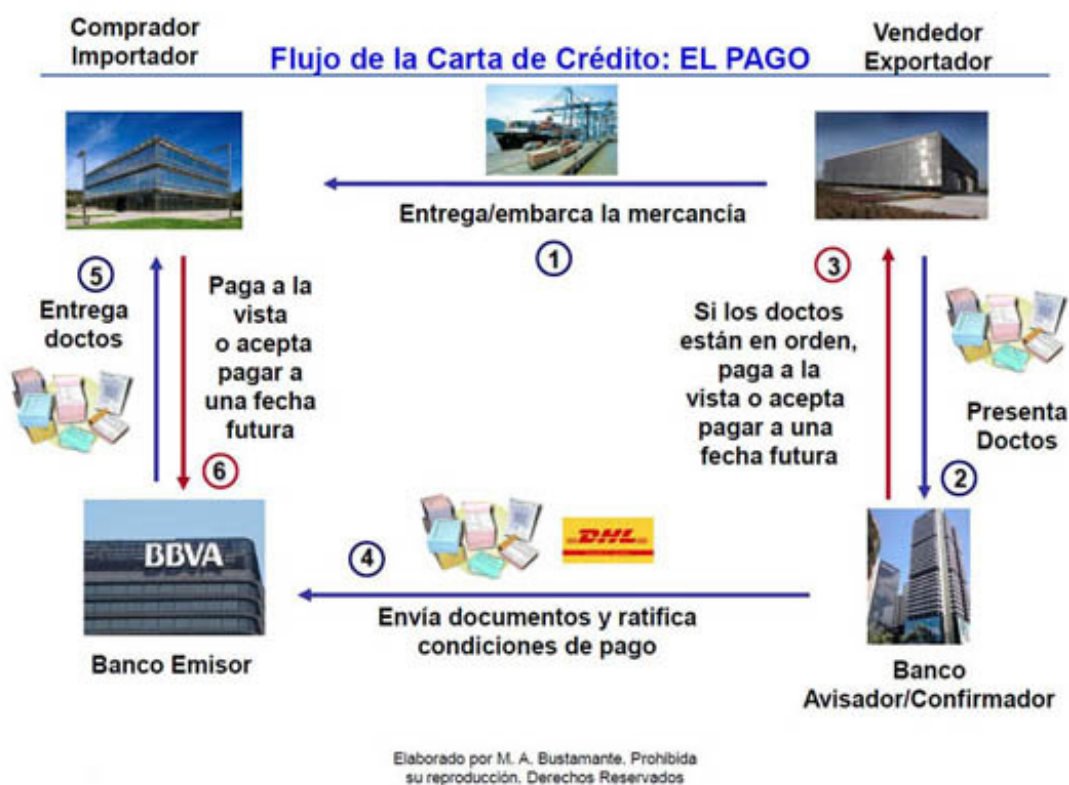 Comprador
Importador
Flujo de la Carta de Crédito: EL PAGO
Vendedor
Exportador
Entrega/embarca la mercancía
1
5
Entrega
doctos
Paga a la
vista
o acepta
pagar a
una fecha
futura
6
3
Si los doctos
están en orden,
paga a la
vista o acepta
pagar a una
fecha futura
Presenta
Doctos
2
BBVA
Banco Emisor
4
DHL
Envía documentos y ratifica
condiciones de pago
Banco
Avisador/Confirmador
Elaborado por M. A. Bustamante. Prohibida
su reproducción. Derechos Reservados